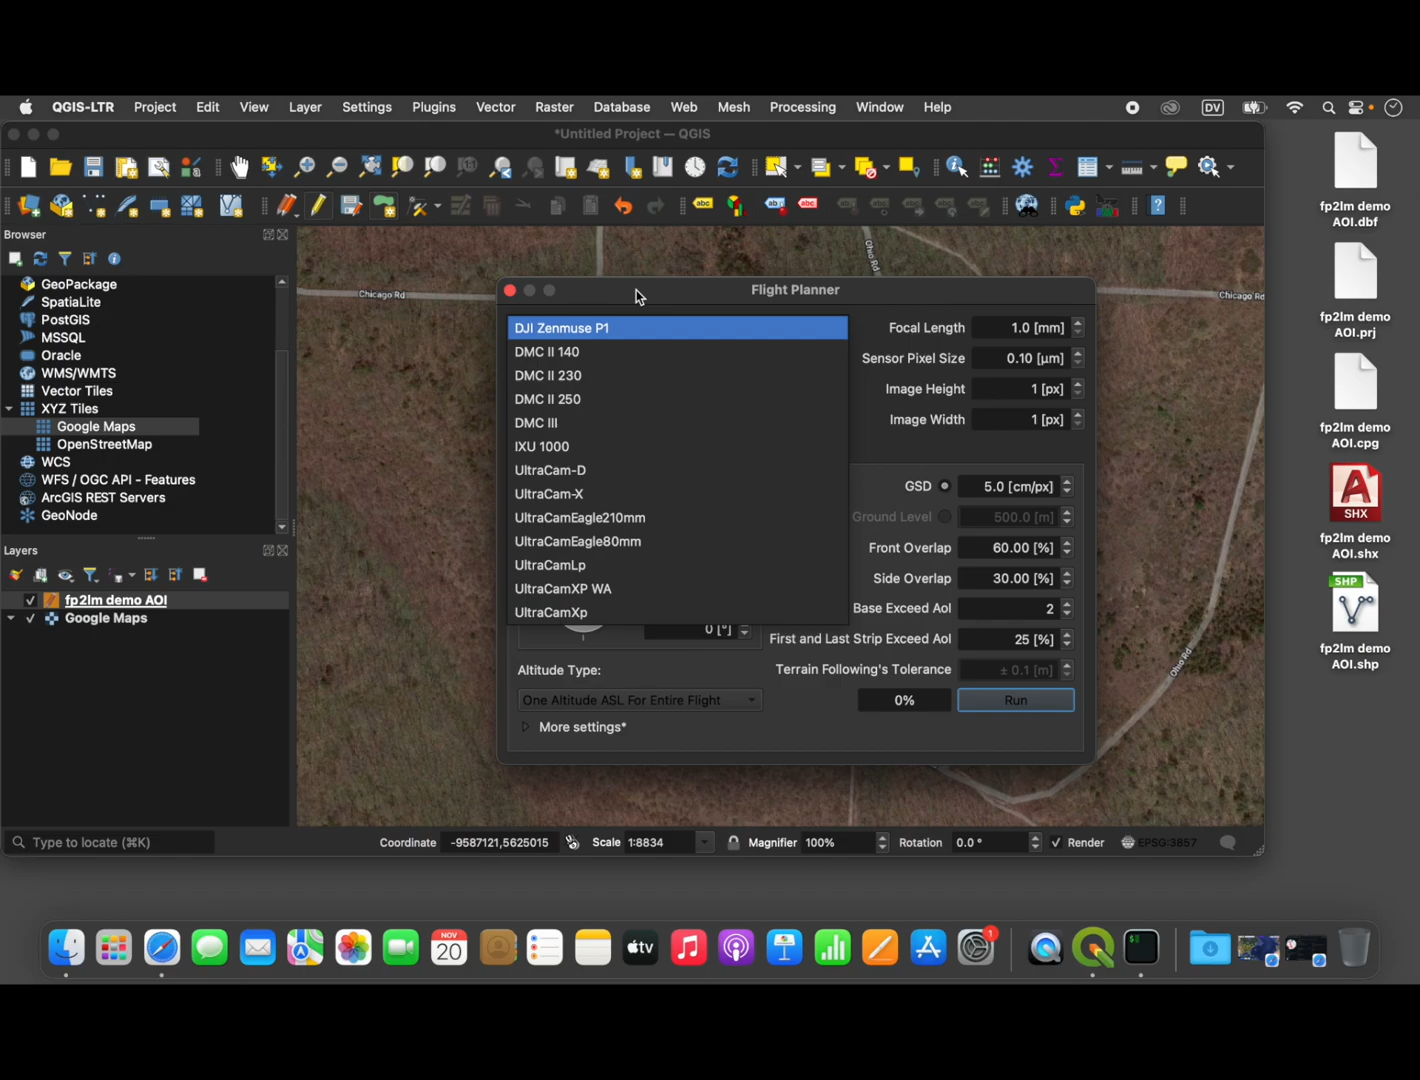 QGIS-LTR Project Edit View Layer Settings Plugins Vector Raster Database Web Mesh Processing Window Help
DV
*Untitled Project — QGIS
Browser
GeoPackage
SpatiaLite
PostGIS
MSSQL
Oracle
WMS/WMTS
Vector Tiles
XYZ Tiles
Google Maps
OpenStreetMap
WCS
WFS / OGC API - Features
ArcGIS REST Servers
GeoNode
Layers
fp2lm demo AOI
Google Maps
Type to locate (⌘K)
Chicago Rd
Ohio Rd
Chicago Rd
Ohio Rd
Flight Planner
DJI Zenmuse P1
DMC II 140
DMC II 230
DMC II 250
DMC III
IXU 1000
UltraCam-D
UltraCam-X
UltraCamEagle210mm
UltraCamEagle80mm
UltraCamLp
UltraCamXP WA
UltraCamXp
Focal Length 1.0 [mm]
Sensor Pixel Size 0.10 [µm]
Image Height 1 [px]
Image Width 1 [px]
GSD 5.0 [cm/px]
Ground Level 500.0 [m]
Front Overlap 60.00 [%]
Side Overlap 30.00 [%]
Base Exceed AoI 2
0 [°]
First and Last Strip Exceed AoI 25 [%]
Altitude Type:
Terrain Following's Tolerance ± 0.1 [m]
One Altitude ASL For Entire Flight
0% Run
More settings*
Coordinate -9587121,5625015 Scale 1:8834 Magnifier 100% Rotation 0.0 ° Render EPSG:3857
fp2lm demo
AOI.dbf
fp2lm demo
AOI.prj
fp2lm demo
AOI.cpg
A
SHX
fp2lm demo
AOI.shx
SHP
fp2lm demo
AOI.shp
NOV
20
tv
1
$